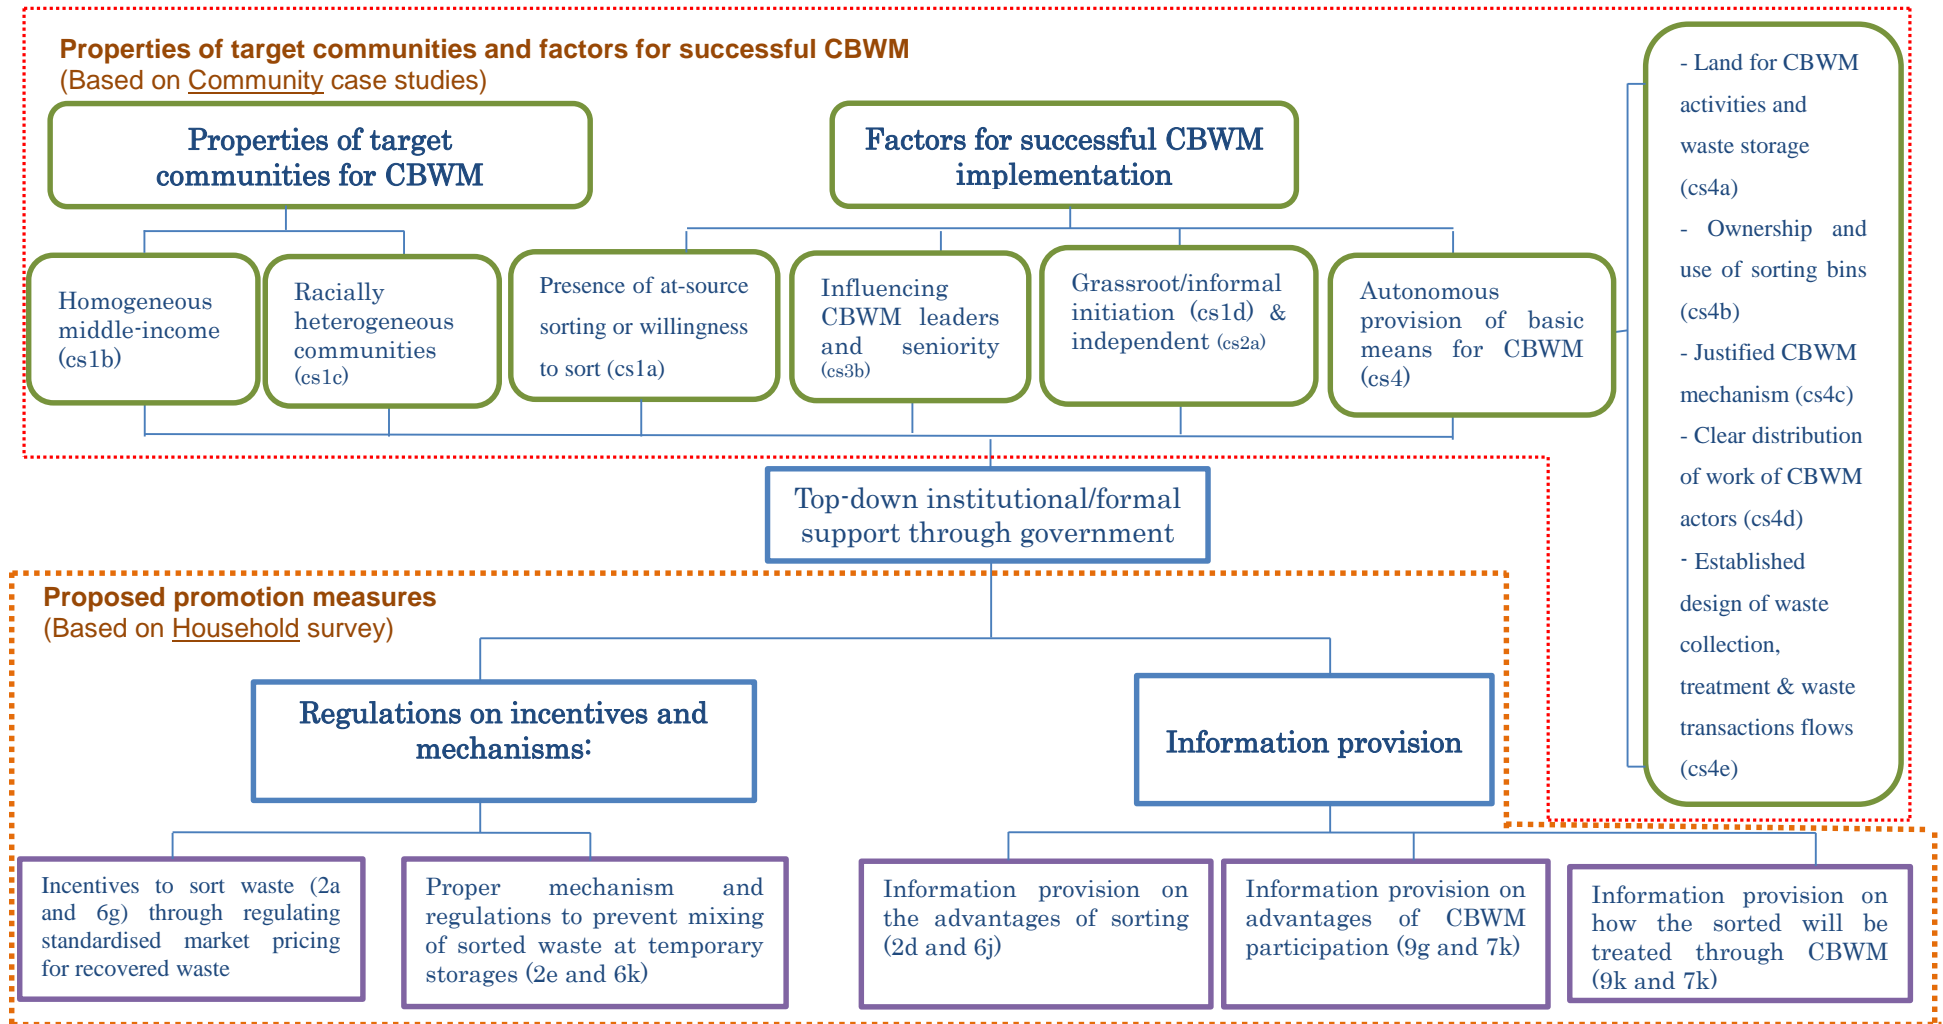 Properties of target communities and factors for successful CBWM
(Based on Community case studies)
Properties of target
communities for CBWM
Factors for successful CBWM
implementation
Homogeneous
middle-income
(cs1b)
Racially
heterogeneous
communities
(cs1c)
Presence of at-source
sorting or willingness
to sort (cs1a)
Influencing
CBWM leaders
and seniority
(cs3b)
Grassroot/informal
initiation (cs1d) &
independent (cs2a)
Autonomous
provision of basic
means for CBWM
(cs4)
- Land for CBWM
activities and
waste storage
(cs4a)
- Ownership and
use of sorting bins
(cs4b)
- Justified CBWM
mechanism (cs4c)
- Clear distribution
of work of CBWM
actors (cs4d)
- Established
design of waste
collection,
treatment & waste
transactions flows
(cs4e)
Top-down institutional/formal
support through government
Proposed promotion measures
(Based on Household survey)
Regulations on incentives and
mechanisms:
Information provision
Incentives to sort waste (2a
and 6g) through regulating
standardised market pricing
for recovered waste
Proper mechanism and
regulations to prevent mixing
of sorted waste at temporary
storages (2e and 6k)
Information provision on
the advantages of sorting
(2d and 6j)
Information provision on
advantages of CBWM
participation (9g and 7k)
Information provision on
how the sorted will be
treated through CBWM
(9k and 7k)